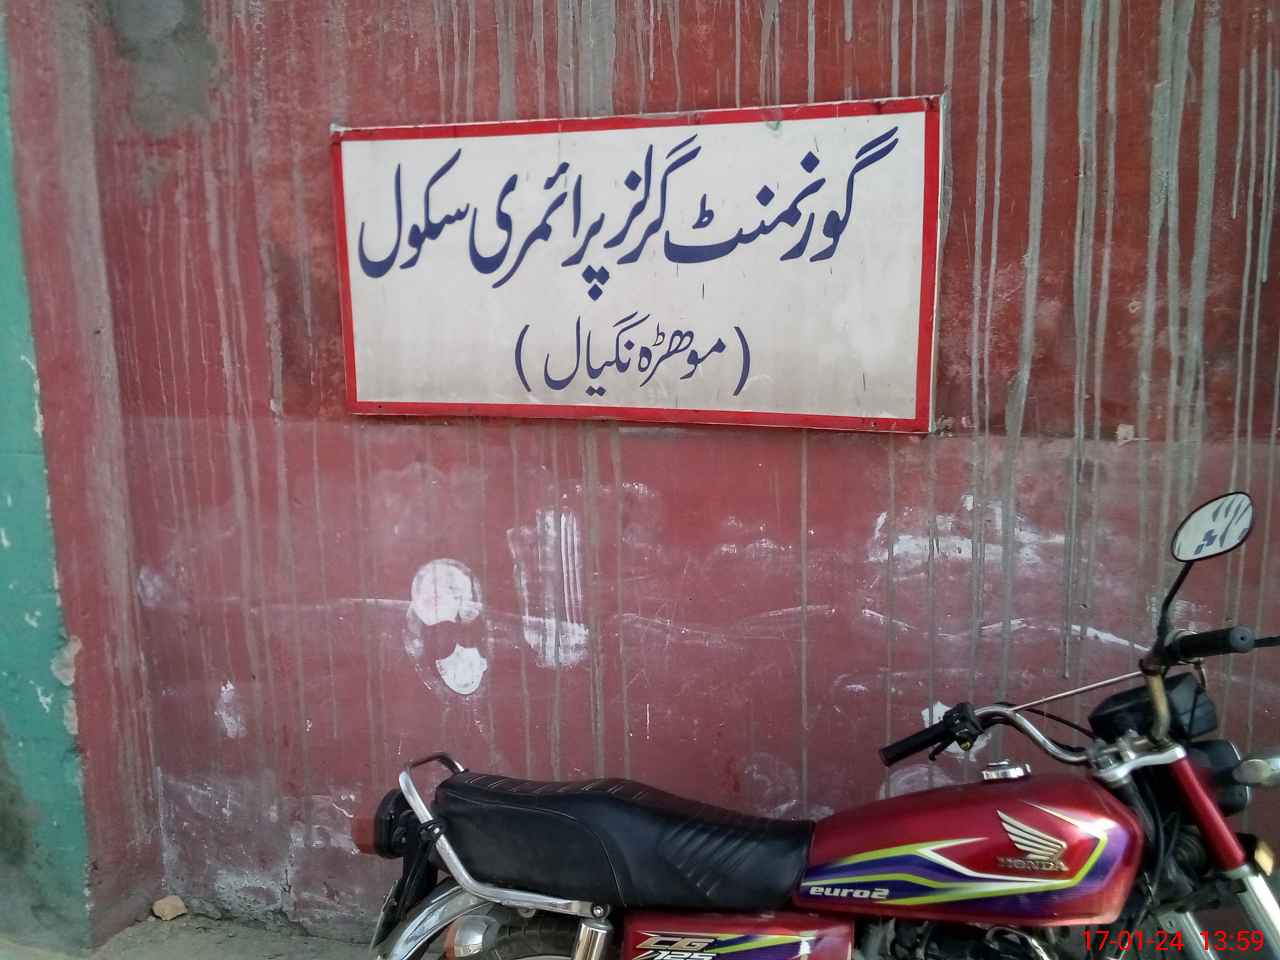 گورنمنٹ گرلز پرائمری سکول
(موھڑہ نگیال)
HONDA
euro2
CG
125
17-01-24 13:59